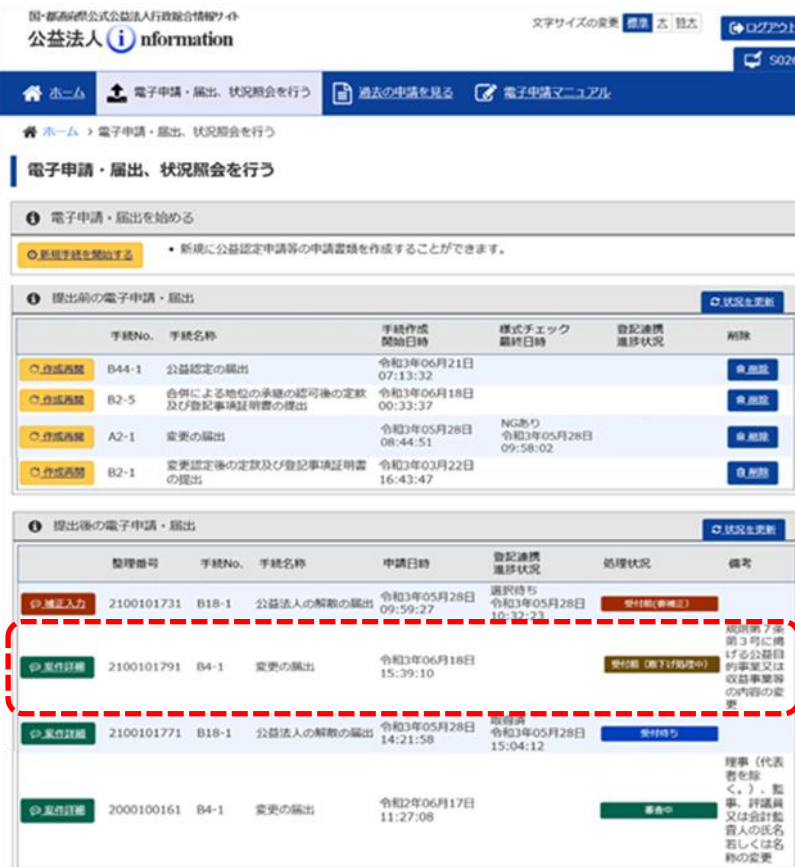 国・都道府県公式公益法人行政総合情報サイト
公益法人 i nformation
文字サイズの変更 標準 大 特大
ログアウト
S026
ホーム
電子申請・届出、状況照会を行う
過去の申請を見る
電子申請マニュアル
ホーム > 電子申請・届出、状況照会を行う
電子申請・届出、状況照会を行う
電子申請・届出を始める
新規手続を開始する
• 新規に公益認定申請等の申請書類を作成することができます。
提出前の電子申請・届出
状況を更新
手続No. 手続名称 手続作成 様式チェック 登記連携 削除
開始日時 最終日時 進捗状況
作成再開 B44-1 公益認定の届出 令和3年06月21日 削除
07:13:32
作成再開 B2-5 合併による地位の承継の認可後の定款 令和3年06月18日 削除
及び登記事項証明書の提出 00:33:37
作成再開 A2-1 変更の届出 令和3年05月28日 NGあり 削除
08:44:51 令和3年05月28日
09:58:02
作成再開 B2-1 変更認定後の定款及び登記事項証明書 令和3年03月22日 削除
の提出 16:43:47
提出後の電子申請・届出
状況を更新
整理番号 手続No. 手続名称 申請日時 登記連携 処理状況 備考
進捗状況
補正入力 2100101731 B18-1 公益法人の解散の届出 令和3年05月28日 選択待ち 受付前(要補正)
09:59:27 令和3年05月28日
10:32:23
案件詳細 2100101791 B4-1 変更の届出 令和3年06月18日 受付前（取下げ処理中）
15:39:10
規則第7条
第3号に掲
げる公益目
的事業又は
収益事業等
の内容の変
更
案件詳細 2100101771 B18-1 公益法人の解散の届出 令和3年05月28日 取得済 受付待ち
14:21:58 令和3年05月28日
15:04:12
案件詳細 2000100161 B4-1 変更の届出 令和2年06月17日 審査中
11:27:08
理事（代表
者を除
く。）、監
事、評議員
又は会計監
査人の氏名
若しくは名
称の変更